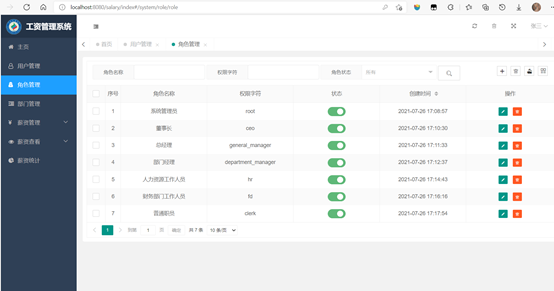 localhost:8080/salary/index#/system/role/role
工资管理系统
主页
用户管理
角色管理
部门管理
薪资管理
薪资查看
薪资统计
首页
用户管理
角色管理
张三
角色名称
权限字符
角色状态
所有
序号 角色名称 权限字符 状态 创建时间 操作
1 系统管理员 root 2021-07-26 17:08:57
2 董事长 ceo 2021-07-26 17:10:30
3 总经理 general_manager 2021-07-26 17:11:33
4 部门经理 department_manager 2021-07-26 17:12:37
5 人力资源工作人员 hr 2021-07-26 17:14:43
6 财务部门工作人员 fd 2021-07-26 17:16:16
7 普通职员 clerk 2021-07-26 17:17:54
1 到第 1 页 确定 共 7 条 10 条/页